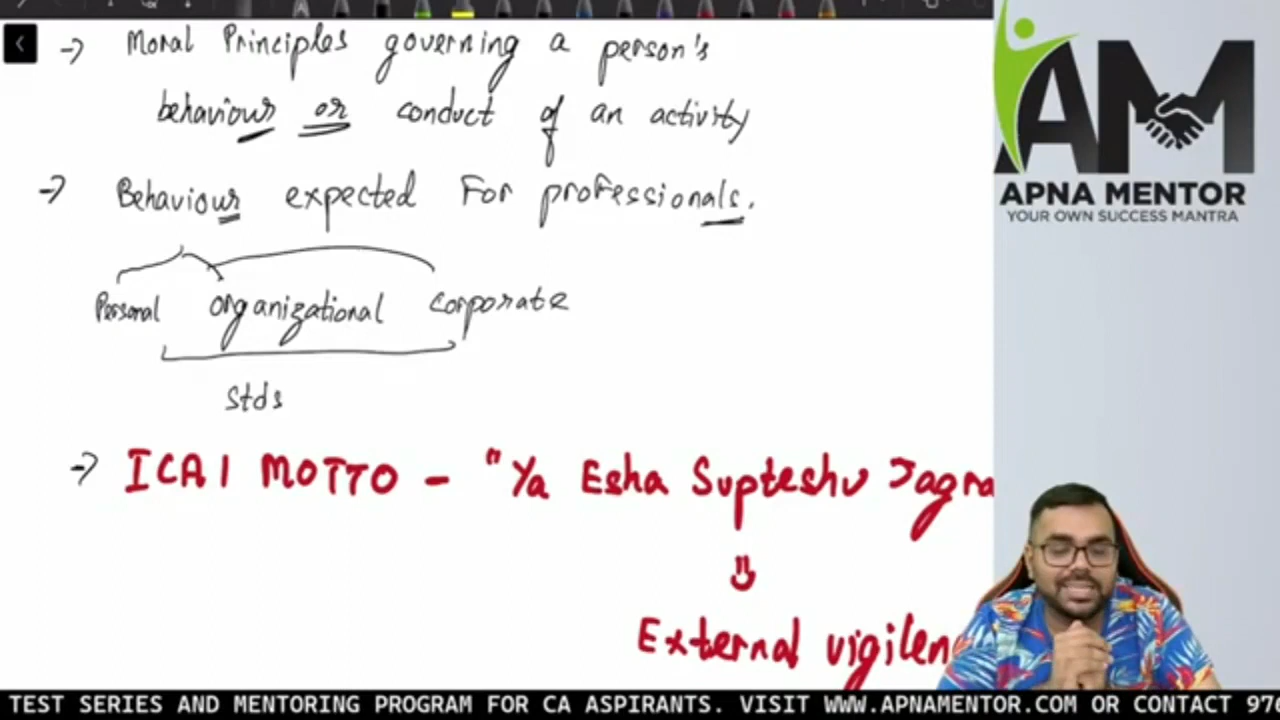 -> Moral Principles governing a person's
behaviour or conduct of an activity
-> Behaviour expected For professionals.
Personal organizational corporate
Stds
-> ICAI MOTTO - "Ya Esha Supteshu Jagra
External vigilen
AM
APNA MENTOR
YOUR OWN SUCCESS MANTRA
TEST SERIES AND MENTORING PROGRAM FOR CA ASPIRANTS. VISIT WWW.APNAMENTOR.COM OR CONTACT 970